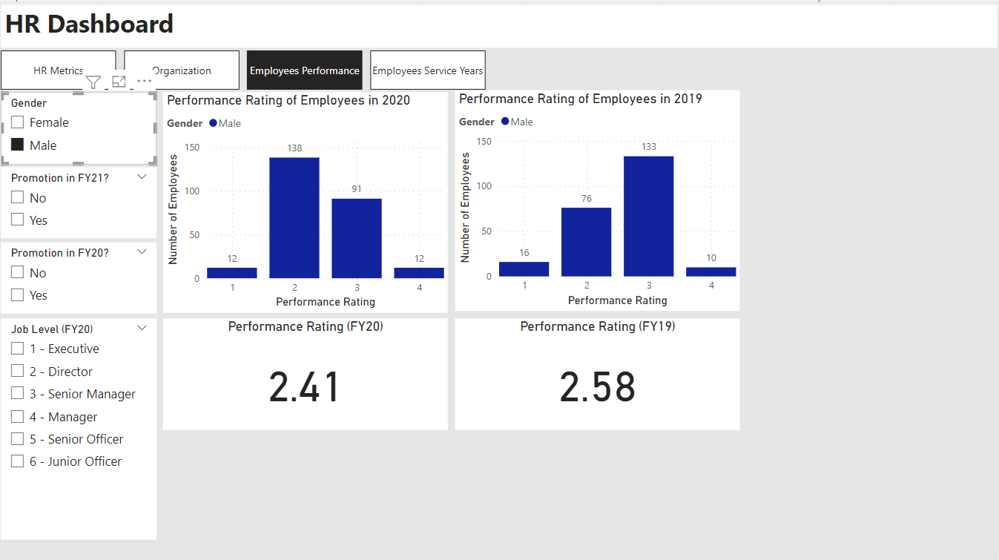 HR Dashboard
HR Metrics
Organization
Employees Performance
Employees Service Years
Gender
Female
Male
Promotion in FY21?
No
Yes
Promotion in FY20?
No
Yes
Job Level (FY20)
1 - Executive
2 - Director
3 - Senior Manager
4 - Manager
5 - Senior Officer
6 - Junior Officer
Performance Rating of Employees in 2020
Gender Male
Number of Employees
150
100
50
0
138
91
12
12
1 2 3 4
Performance Rating
Performance Rating of Employees in 2019
Gender Male
Number of Employees
150
100
50
0
133
76
16
10
1 2 3 4
Performance Rating
Performance Rating (FY20)
2.41
Performance Rating (FY19)
2.58